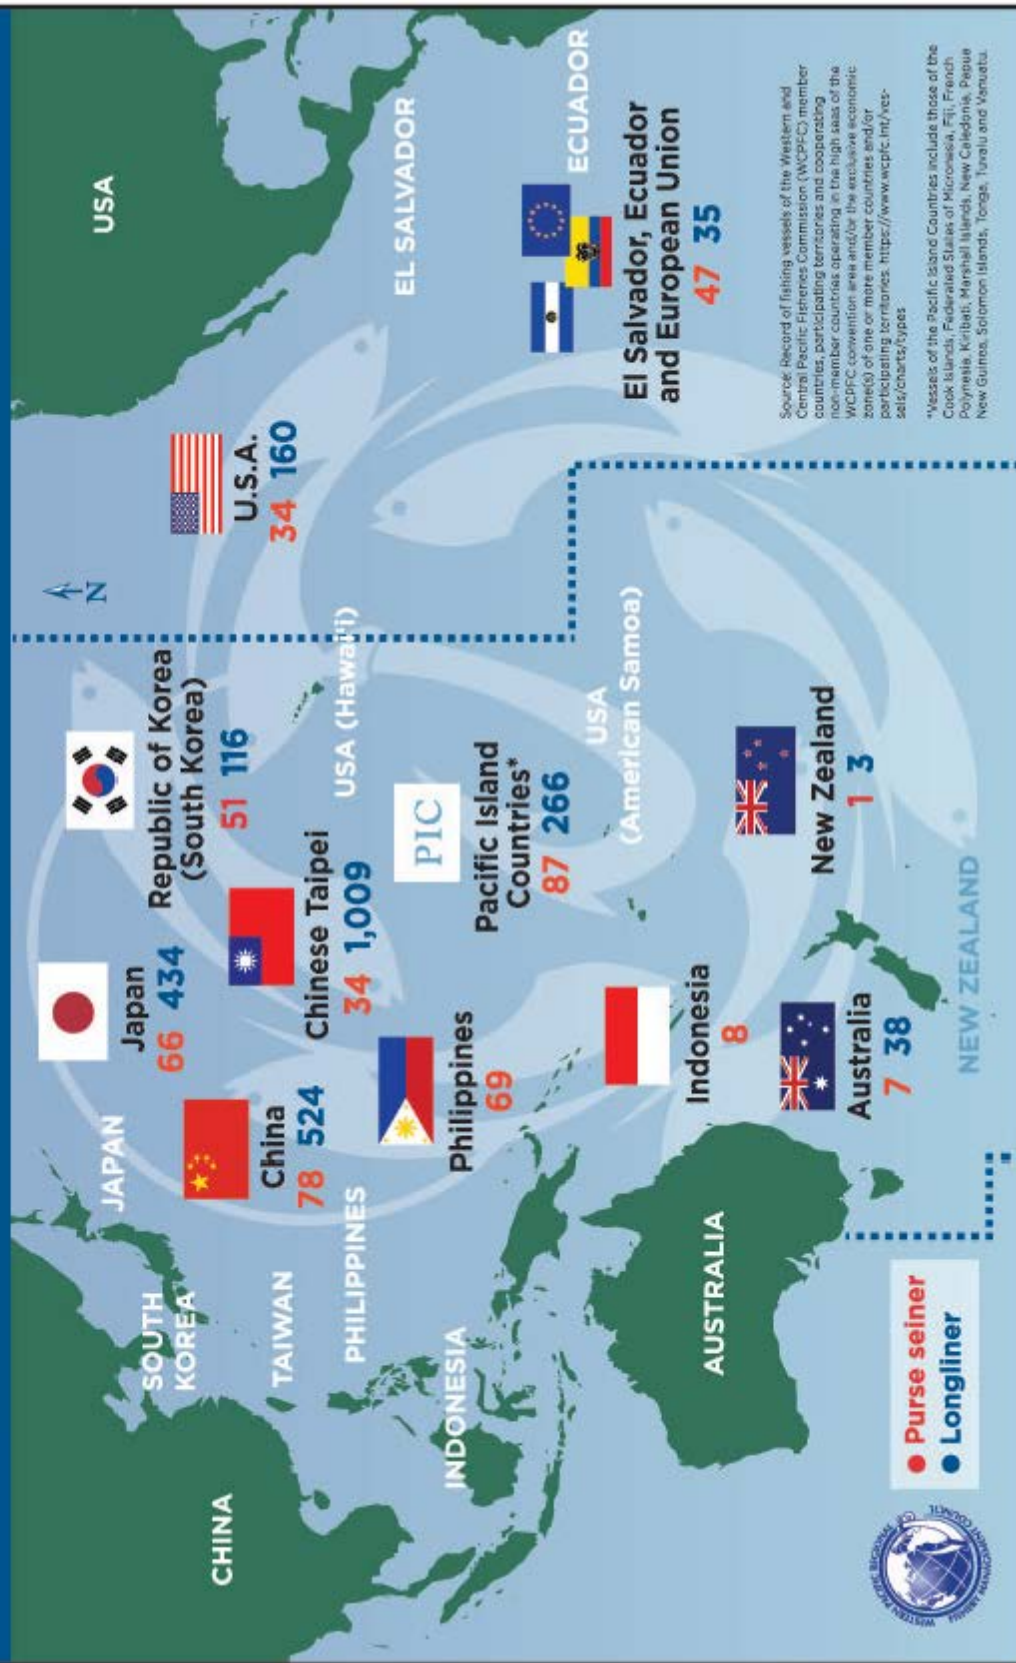 USA
EL SALVADOR
ECUADOR
N
U.S.A.
34 160
El Salvador, Ecuador
and European Union
47 35
Source: Record of fishing vessels of the Western and
Central Pacific Fisheries Commission (WCPFC) member
countries, participating territories and cooperating
non-member countries operating in the high seas of the
WCPFC convention area and/or the exclusive economic
zone(s) of one or more member countries and/or
participating territories. https://www.wcpfc.int/ves-
sels/charts/types
*Vessels of the Pacific Island Countries include those of the
Cook Islands, Federated States of Micronesia, Fiji, French
Polynesia, Kiribati, Marshall Islands, New Caledonia, Papua
New Guinea, Solomon Islands, Tonga, Tuvalu and Vanuatu.
Republic of Korea
(South Korea)
51 116
USA (Hawai'i)
Japan
66 434
Chinese Taipei
34 1,009
PIC
Pacific Island
Countries*
87 266
USA
(American Samoa)
China
78 524
Philippines
69
Indonesia
8
New Zealand
1 3
Australia
7 38
NEW ZEALAND
JAPAN
SOUTH
KOREA
TAIWAN
PHILIPPINES
CHINA
INDONESIA
AUSTRALIA
Purse seiner
Longliner
WESTERN PACIFIC REGIONAL FISHERY MANAGEMENT COUNCIL